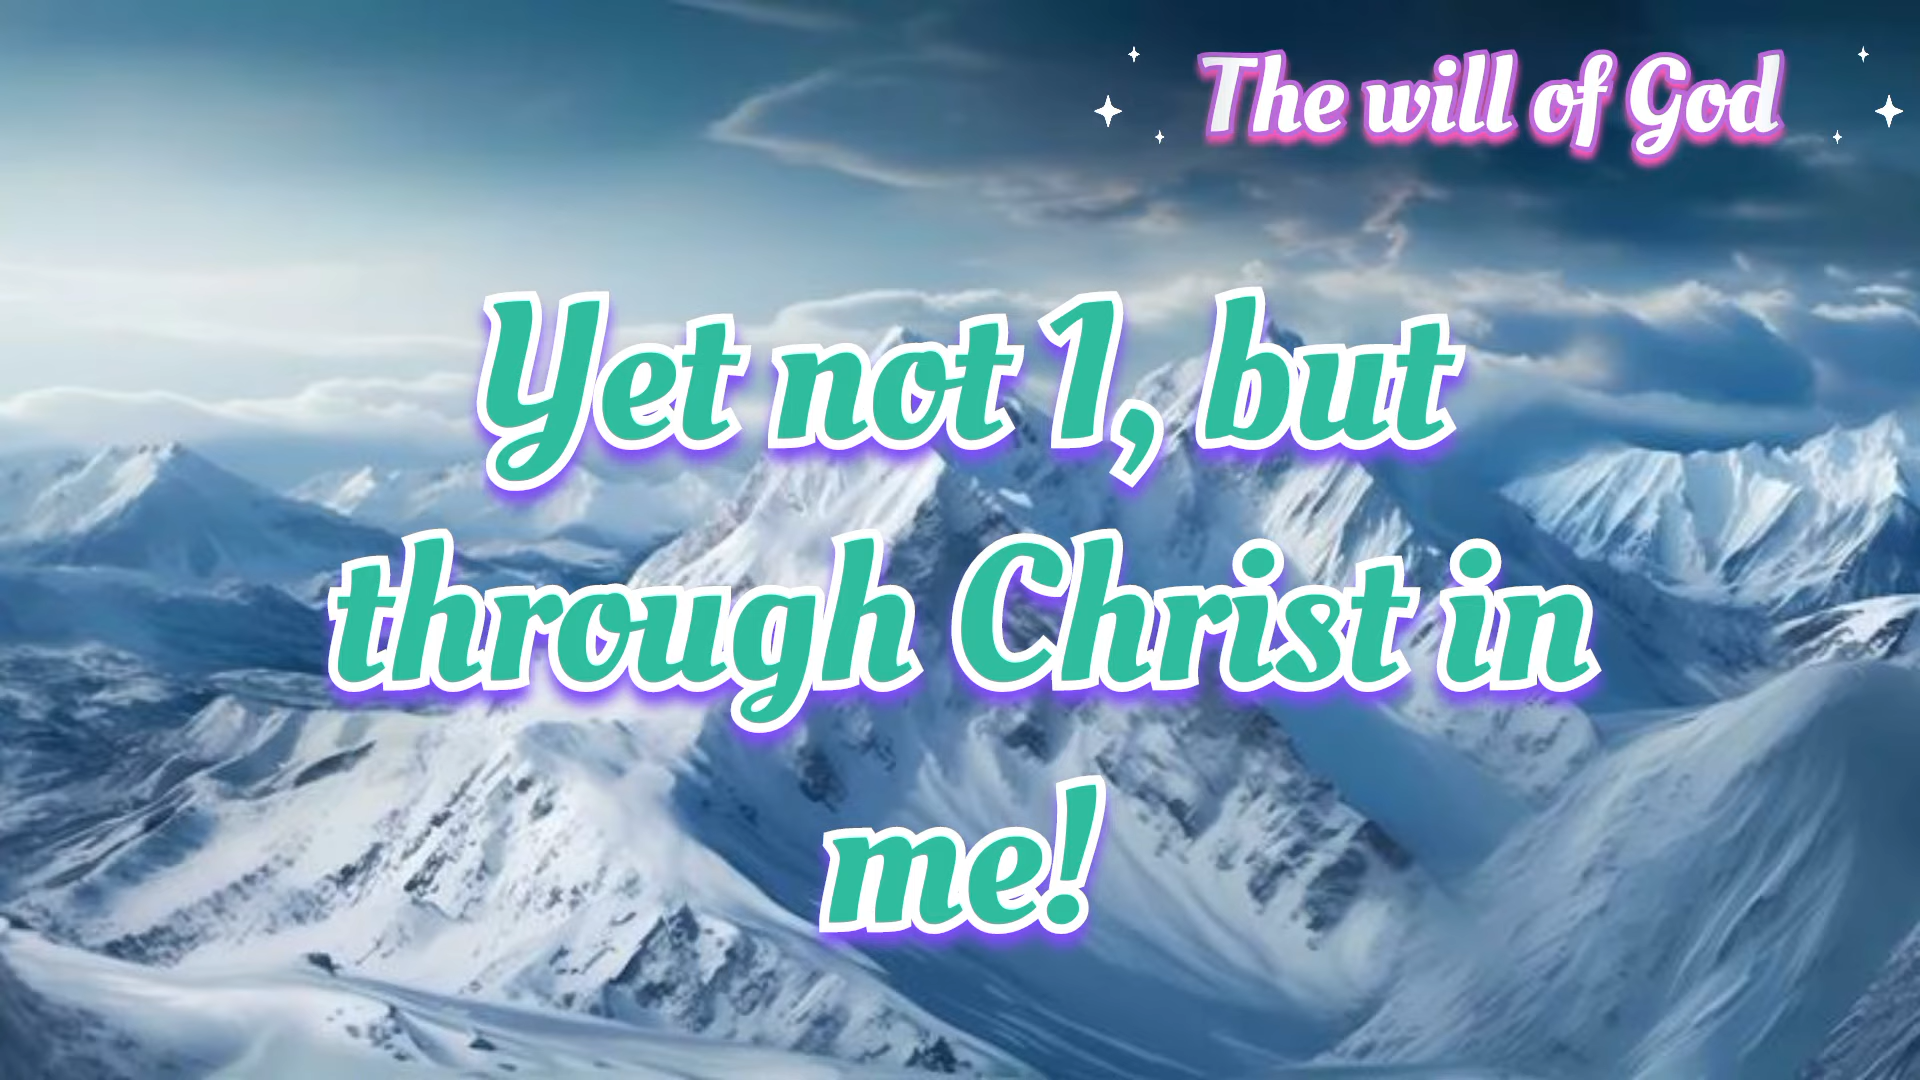 The will of God
Yet not 1, but
through Christ in
me!